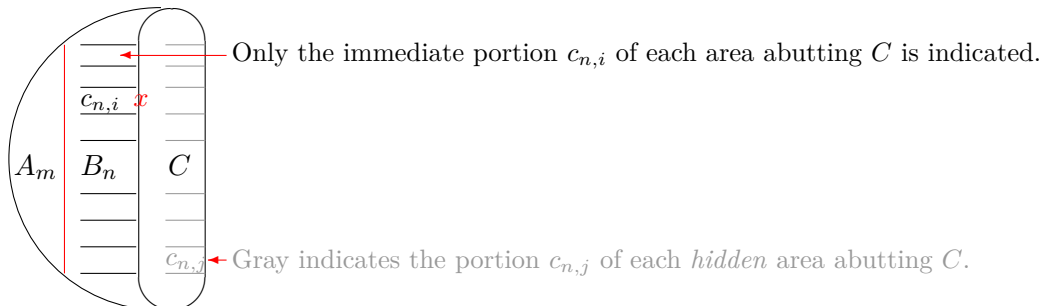 Only the immediate portion $c_{n,i}$ of each area abutting $C$ is indicated.
$c_{n,i}$ $x$
$A_m$ $B_n$ $C$
$c_{n,j}$ Gray indicates the portion $c_{n,j}$ of each hidden area abutting $C$.